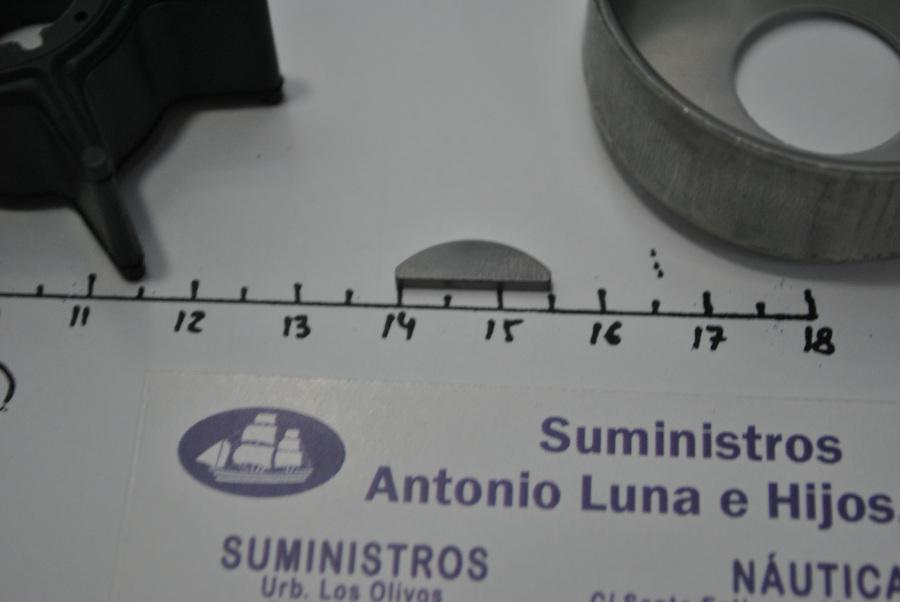 11 12 13 14 15 16 17 18
Suministros
Antonio Luna e Hijos
SUMINISTROS
NÁUTICA
Urb. Los Olivos